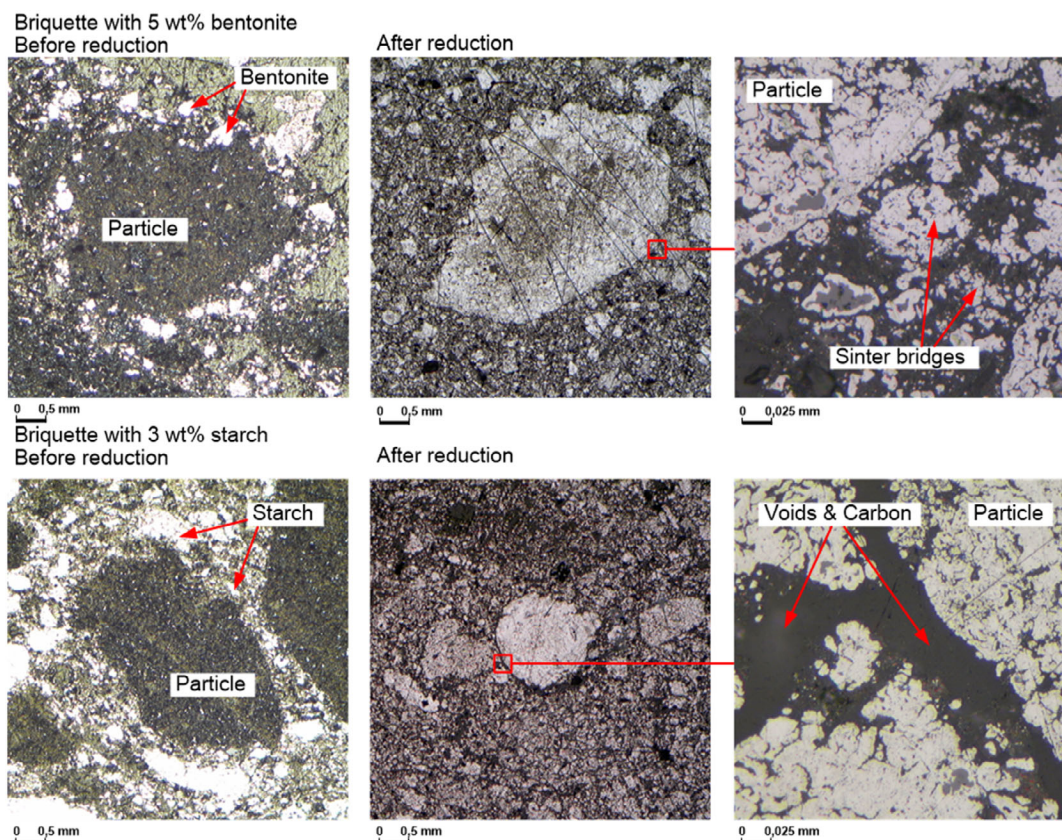 Briquette with 5 wt% bentonite
Before reduction
After reduction
Bentonite
Particle
Particle
Sinter bridges
0 0,5 mm
0 0,5 mm
0 0,025 mm
Briquette with 3 wt% starch
Before reduction
After reduction
Starch
Particle
Voids & Carbon
Particle
0 0,5 mm
0 0,5 mm
0 0,025 mm